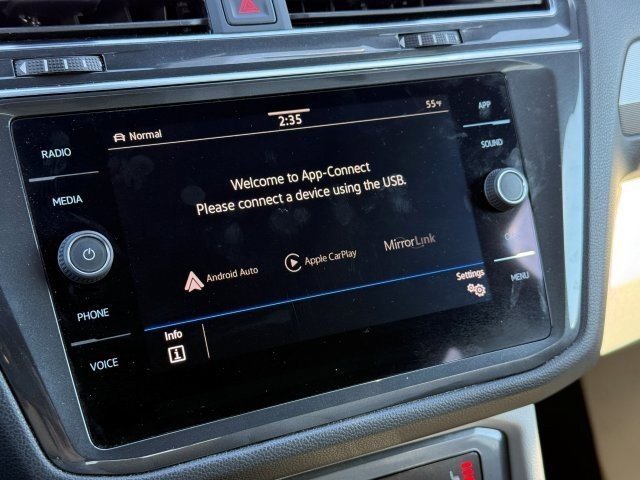 2:35
55°F
Normal
RADIO
MEDIA
PHONE
VOICE
APP
SOUND
MENU
Welcome to App-Connect
Please connect a device using the USB.
Android Auto
Apple CarPlay
MirrorLink
Settings
Info